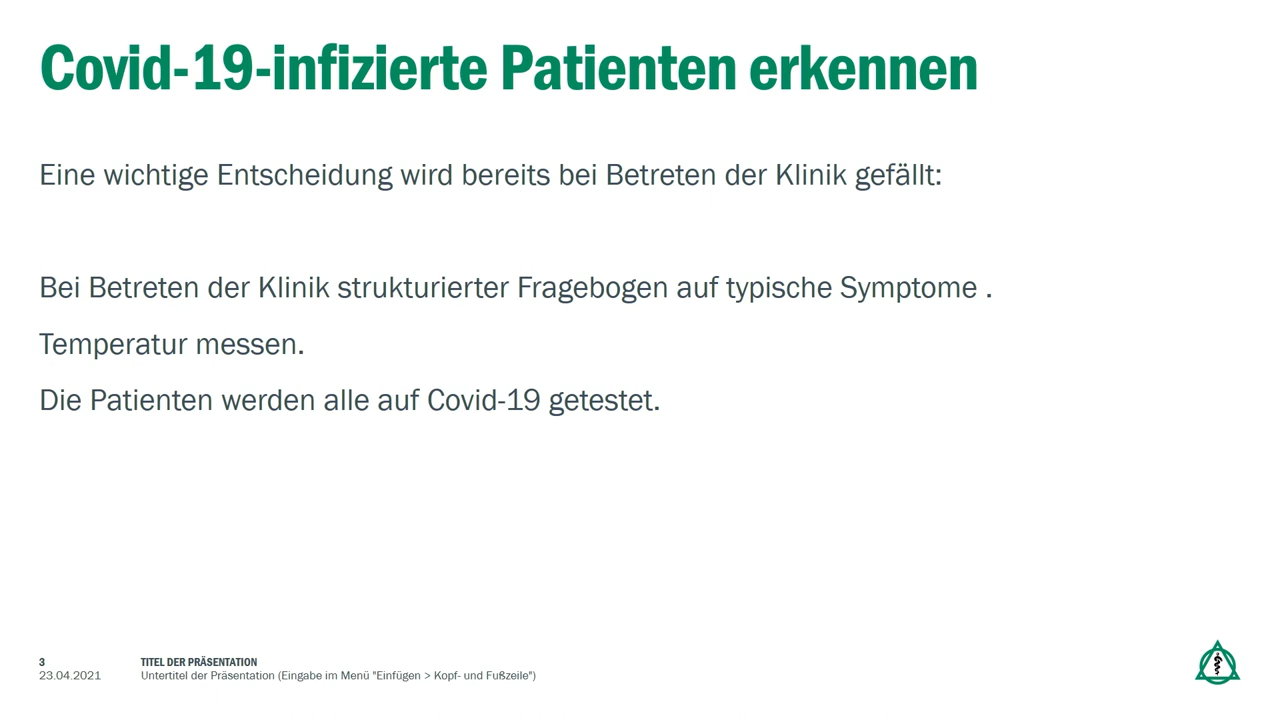 Covid-19-infizierte Patienten erkennen
Eine wichtige Entscheidung wird bereits bei Betreten der Klinik gefällt:
Bei Betreten der Klinik strukturierter Fragebogen auf typische Symptome .
Temperatur messen.
Die Patienten werden alle auf Covid-19 getestet.
3
23.04.2021
TITEL DER PRÄSENTATION
Untertitel der Präsentation (Eingabe im Menü "Einfügen > Kopf- und Fußzeile")